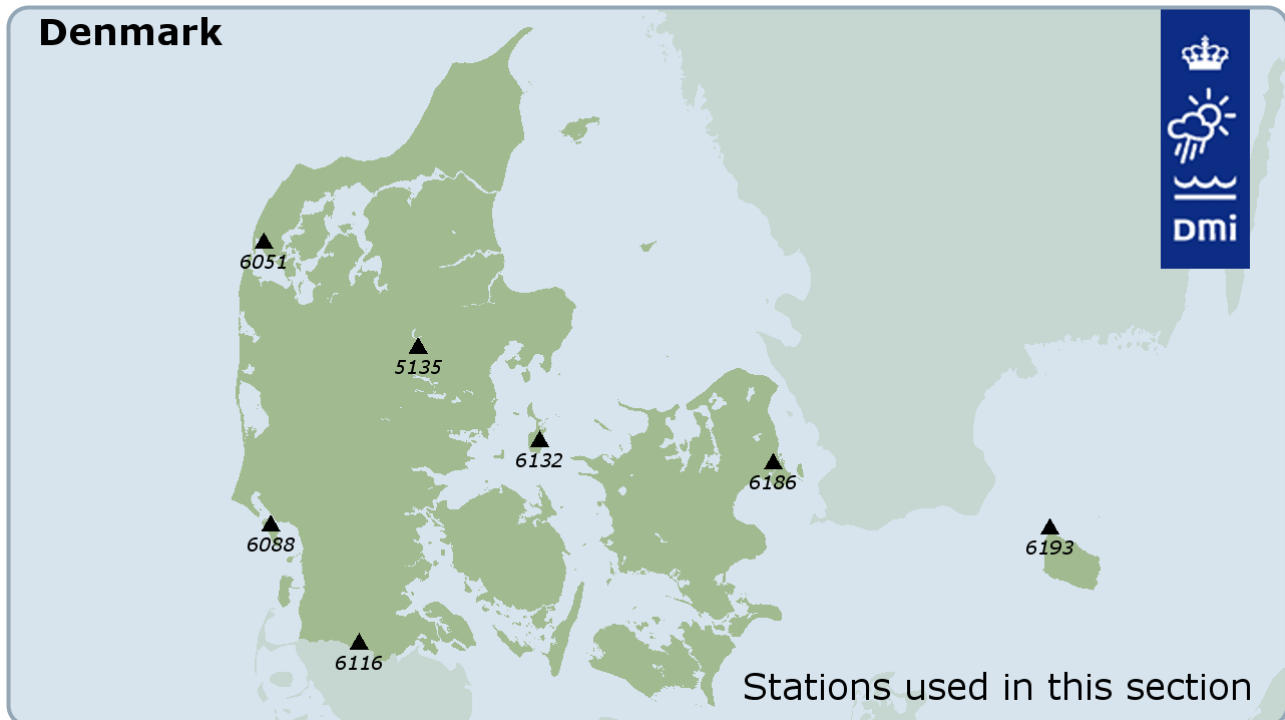 Denmark
DMi
6051
5135
6132
6186
6088
6193
6116
Stations used in this section